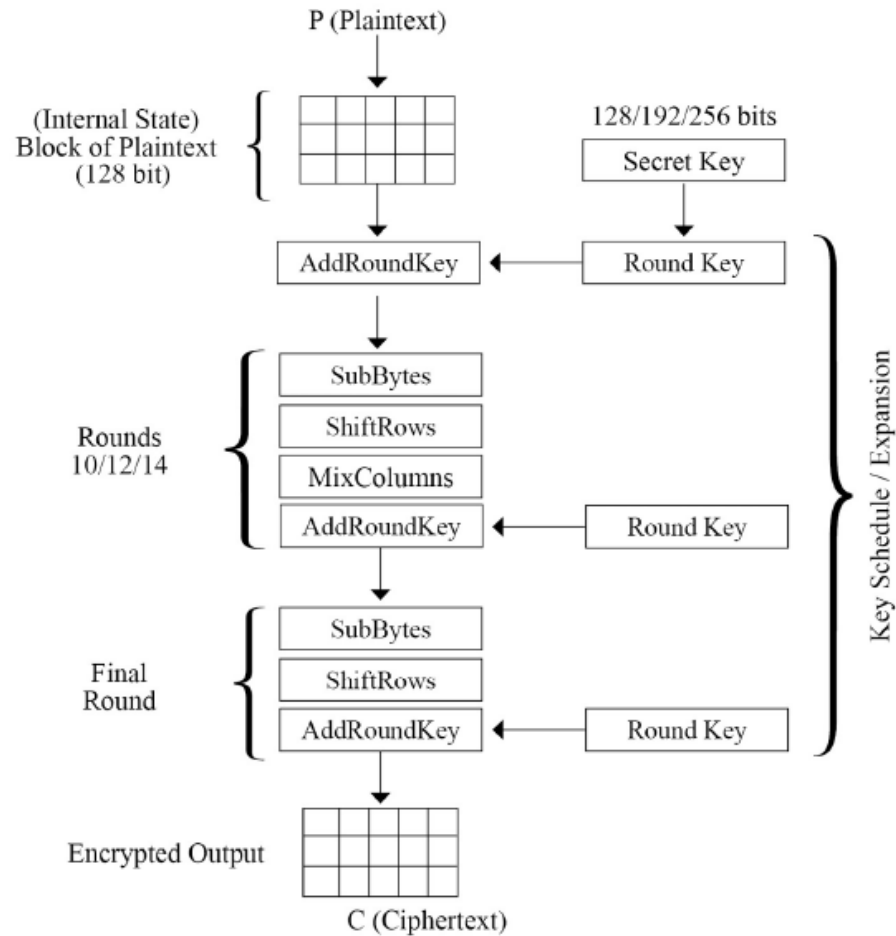 P (Plaintext)
(Internal State)
Block of Plaintext
(128 bit)
128/192/256 bits
Secret Key
AddRoundKey
Round Key
Rounds
10/12/14
SubBytes
ShiftRows
MixColumns
AddRoundKey
Round Key
Final
Round
SubBytes
ShiftRows
AddRoundKey
Round Key
Key Schedule / Expansion
Encrypted Output
C (Ciphertext)